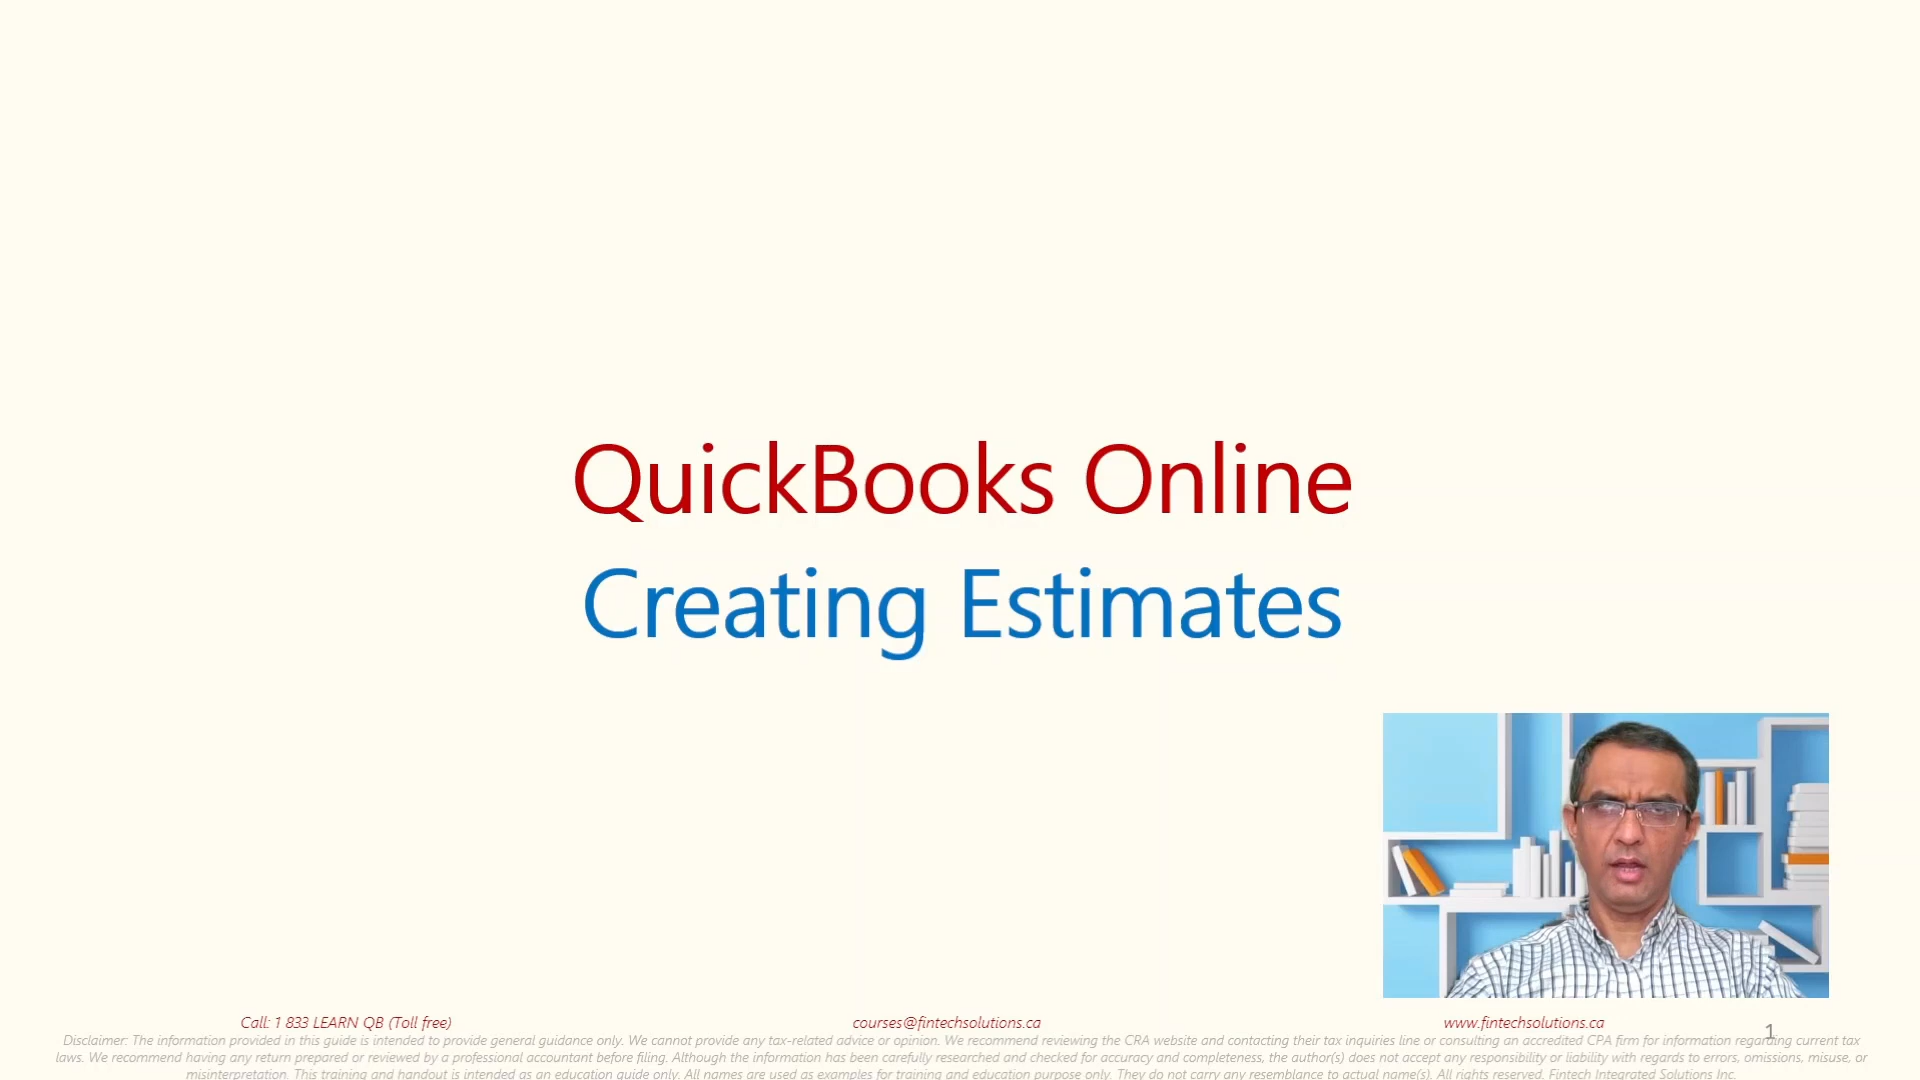 QuickBooks Online
Creating Estimates
Call: 1 833 LEARN QB (Toll free)
courses@fintechsolutions.ca
www.fintechsolutions.ca
1
Disclaimer: The information provided in this guide is intended to provide general guidance only. We cannot provide any tax-related advice or opinion. We recommend reviewing the CRA website and contacting their tax inquiries line or consulting an accredited CPA firm for information regarding current tax
laws. We recommend having any return prepared or reviewed by a professional accountant before filing. Although the information has been carefully researched and checked for accuracy and completeness, the author(s) does not accept any responsibility or liability with regards to errors, omissions, misuse, or
misinterpretation. This training and handout is intended as an education guide only. All names are used as examples for training and education purpose only. They do not carry any resemblance to actual name(s). All rights reserved. Fintech Integrated Solutions Inc.